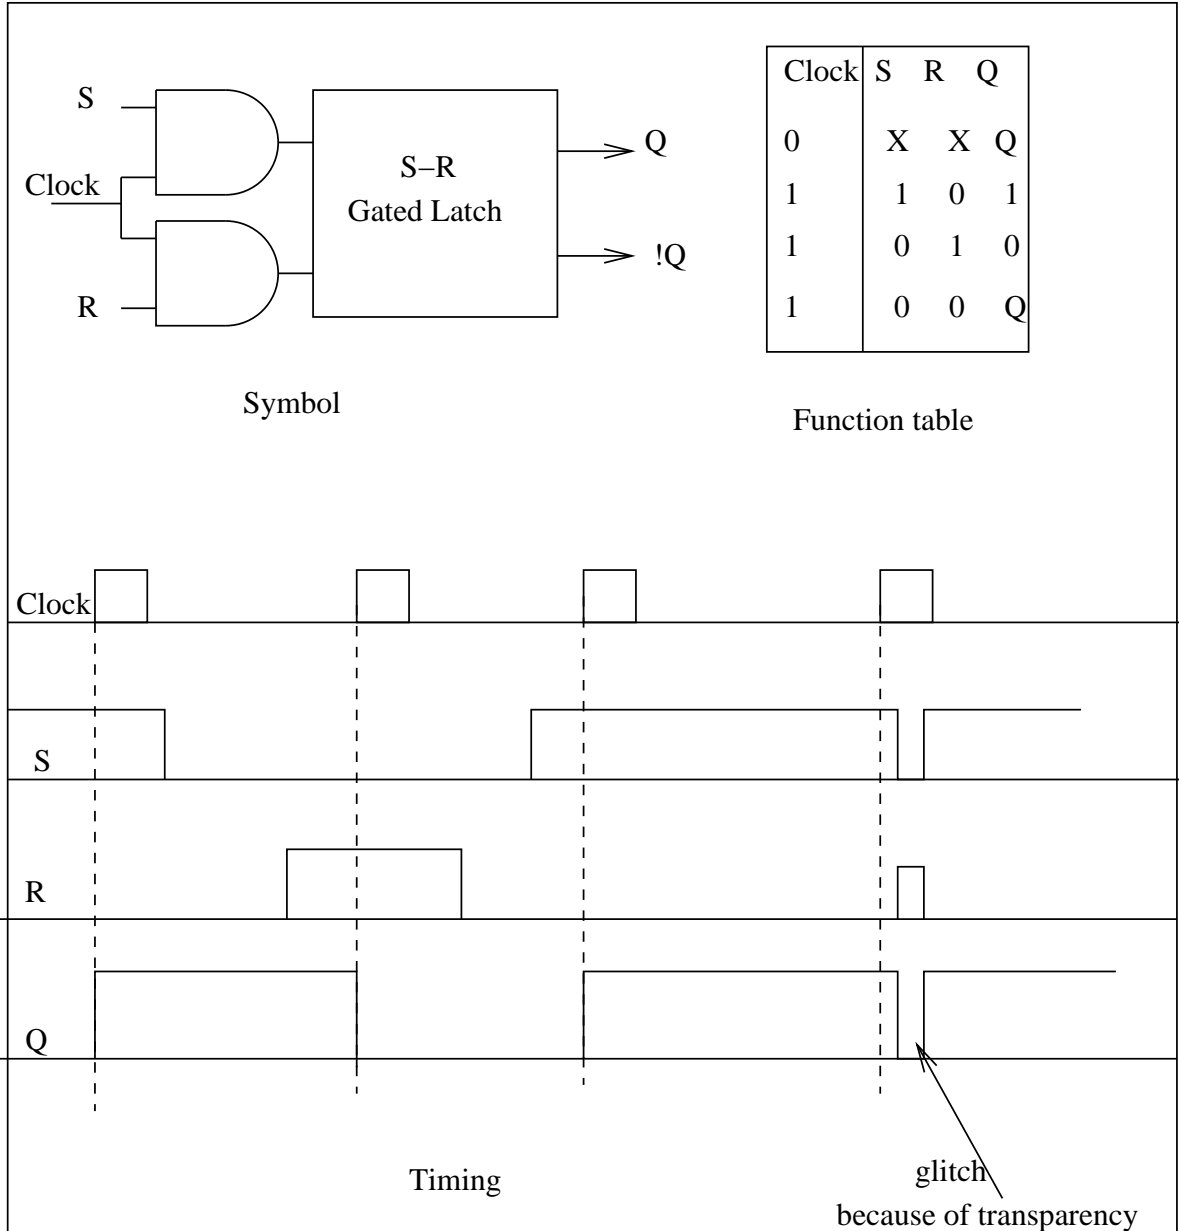 S
Clock
R
S–R
Gated Latch
Q
!Q
Symbol
Clock S R Q
0 X X Q
1 1 0 1
1 0 1 0
1 0 0 Q
Function table
Clock
S
R
Q
Timing
glitch
because of transparency